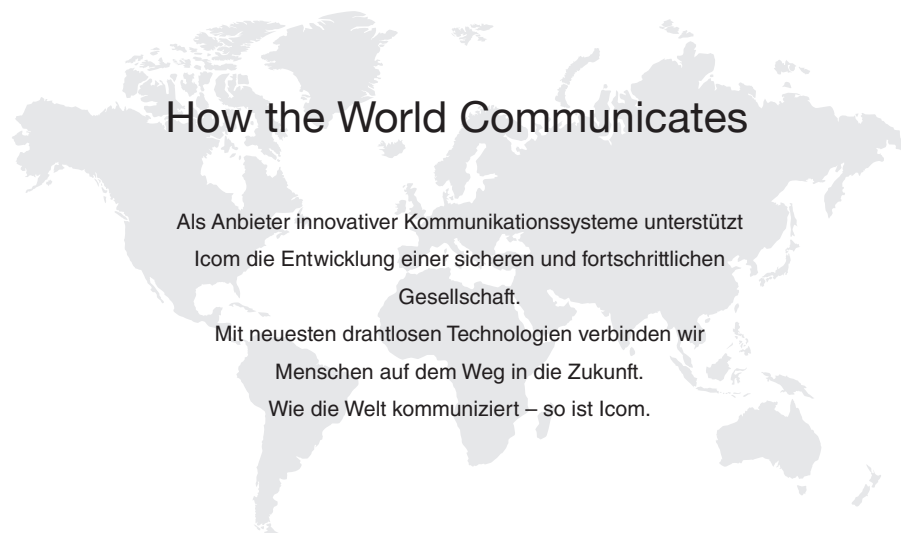 How the World Communicates
Als Anbieter innovativer Kommunikationssysteme unterstützt
Icom die Entwicklung einer sicheren und fortschrittlichen
Gesellschaft.
Mit neuesten drahtlosen Technologien verbinden wir
Menschen auf dem Weg in die Zukunft.
Wie die Welt kommuniziert – so ist Icom.